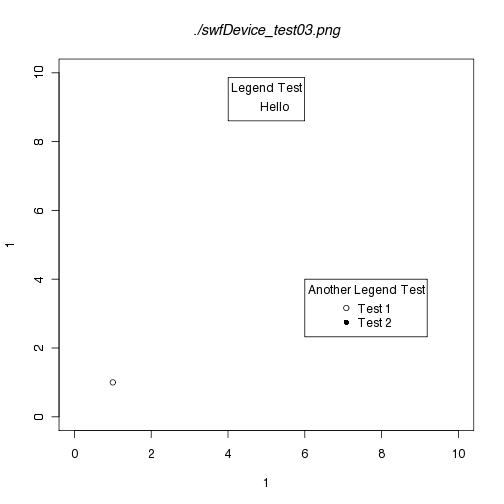 ./swfDevice_test03.png
10
Legend Test
Hello
8
6
1
4
Another Legend Test
Test 1
Test 2
2
0
0 2 4 6 8 10
1